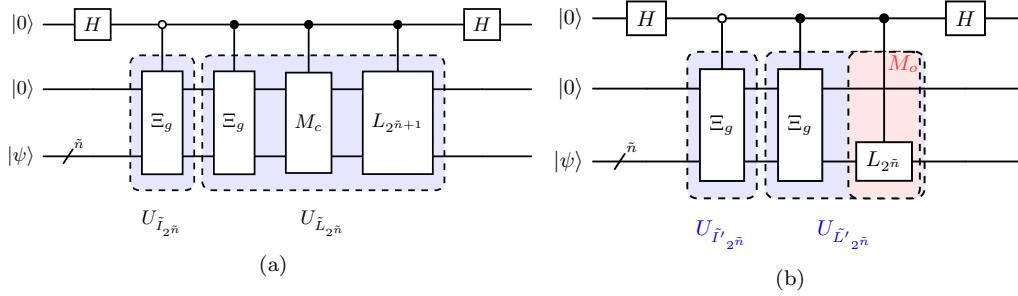 |0⟩ H H
|0⟩ Ξ_g Ξ_g M_c L_{2^{ñ+1}}
|ψ⟩ ñ
U_{Ĩ_{2^ñ}} U_{L̃_{2^ñ}}
(a)
|0⟩ H H
M_o
|0⟩ Ξ_g Ξ_g
|ψ⟩ ñ L_{2^ñ}
U_{Ĩ'_{2^ñ}} U_{L̃'_{2^ñ}}
(b)